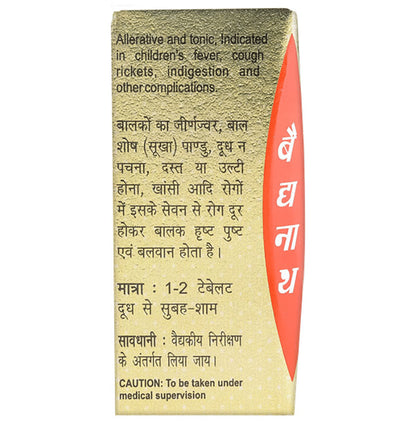 Allerative and tonic, Indicated
in children's fever, cough
rickets, indigestion and
other complications.
बालकों का जीर्णज्वर, बाल
शोष (सूखा) पाण्डु, दूध न
पचना, दस्त या उल्टी
होना, खांसी आदि रोगों
में इसके सेवन से रोग दूर
होकर बालक हृष्ट पुष्ट
एवं बलवान होता है।
मात्रा : 1-2 टेबेलट
दूध से सुबह-शाम
सावधानी : वैद्यकीय निरीक्षण
के अंतर्गत लिया जाय।
CAUTION: To be taken under
medical supervision
बैद्यनाथ